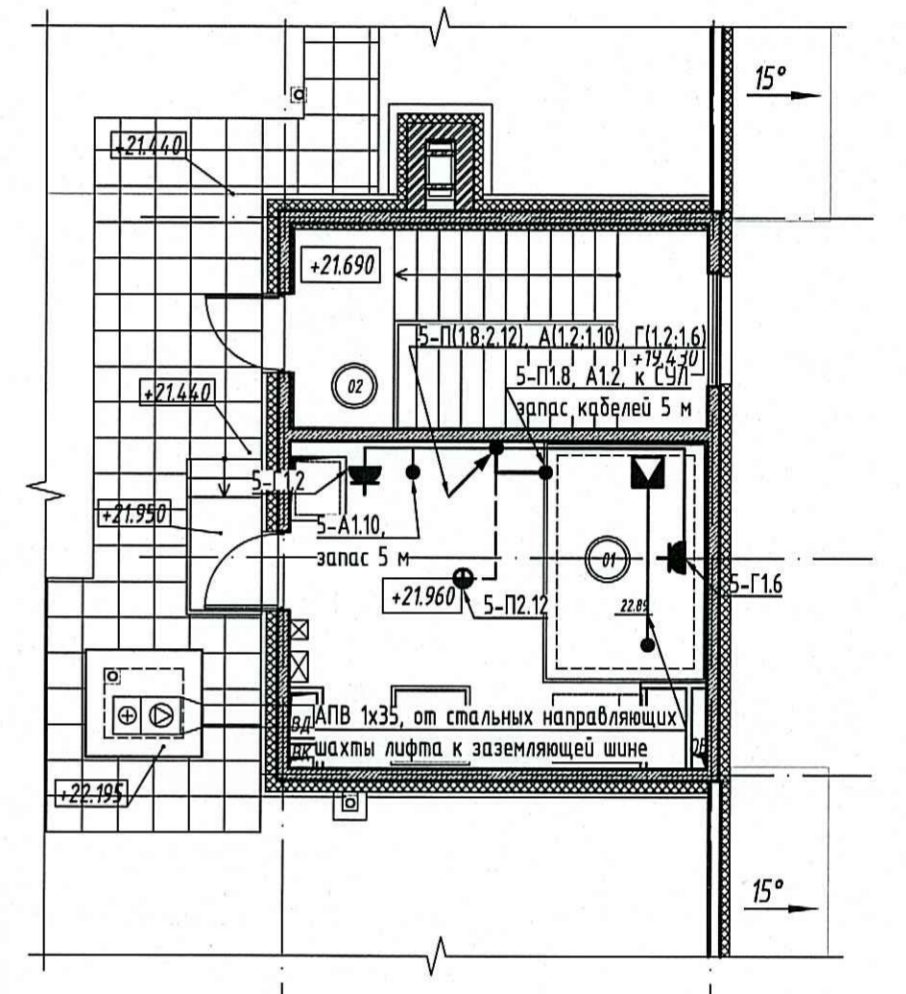 15°
-21.440
+21.690
5-П(1.8;2.12), А(1.2;1.10), Г(1.2;1.6)
+19.430
5-П1.8, А1.2, к СУЛ
запас кабелей 5 м
02
+21.440
+21.950
5-А1.10,
запас 5 м
01
+21.960
5-П2.12
22.89
5-Г1.6
АПВ 1х35, от стальных направляющих
шахты лифта к заземляющей шине
ВД
ВК
+22.195
15°